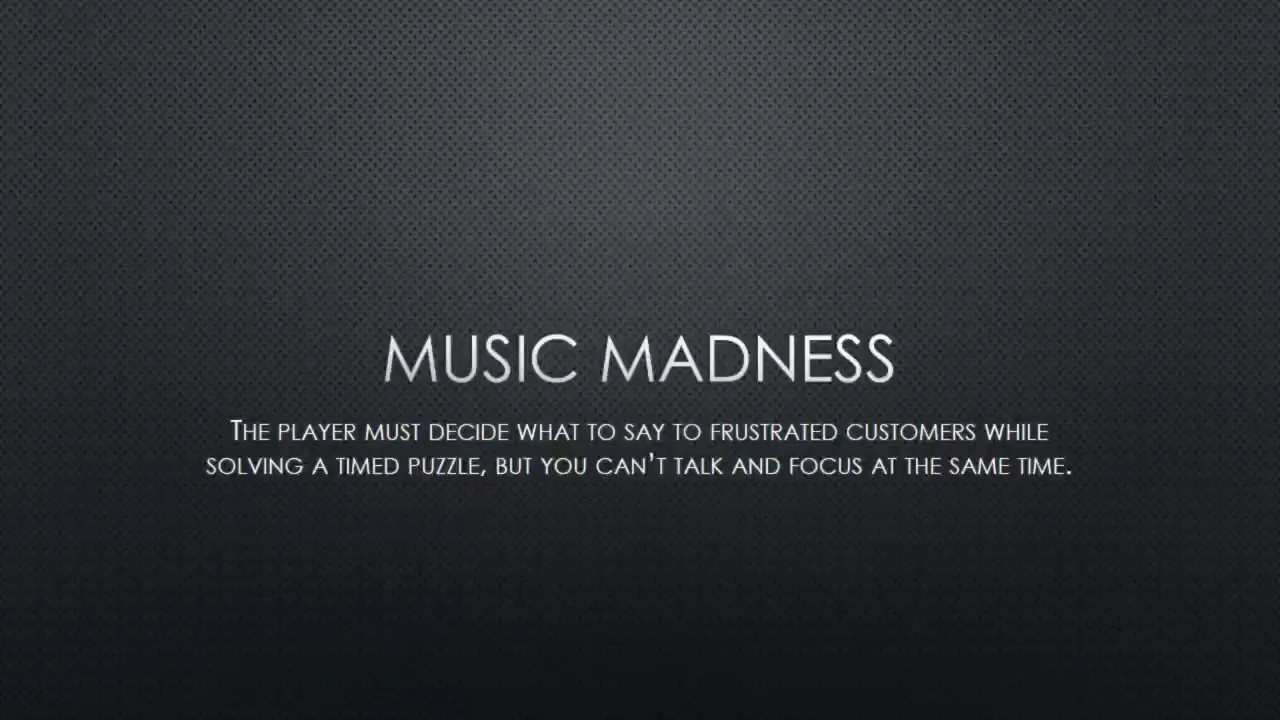 MUSIC MADNESS
THE PLAYER MUST DECIDE WHAT TO SAY TO FRUSTRATED CUSTOMERS WHILE
SOLVING A TIMED PUZZLE, BUT YOU CAN’T TALK AND FOCUS AT THE SAME TIME.